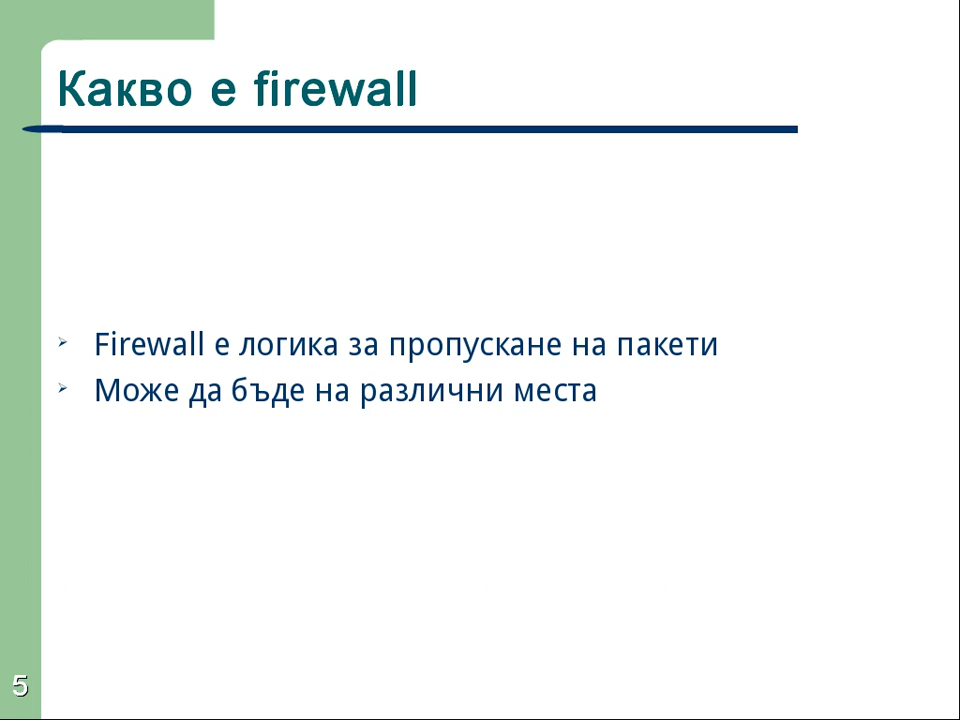 Какво е firewall
Firewall е логика за пропускане на пакети
Може да бъде на различни места
5